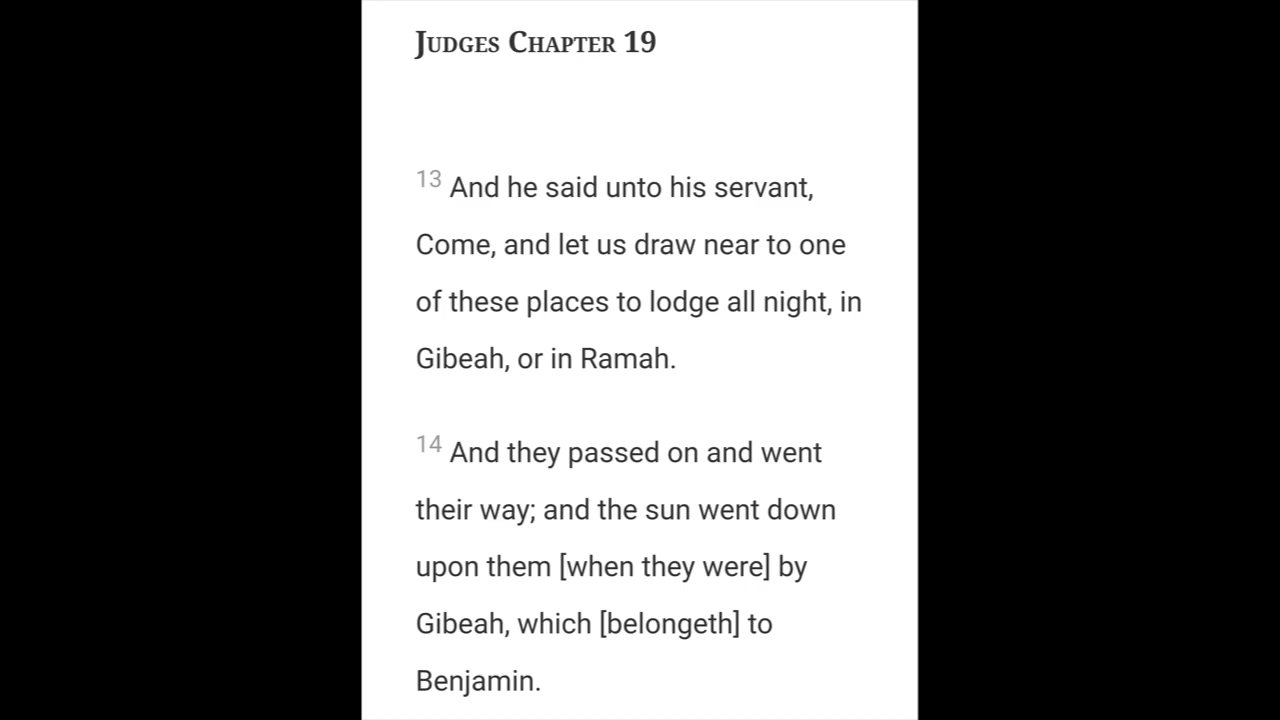 Judges Chapter 19
13 And he said unto his servant,
Come, and let us draw near to one
of these places to lodge all night, in
Gibeah, or in Ramah.
14 And they passed on and went
their way; and the sun went down
upon them [when they were] by
Gibeah, which [belongeth] to
Benjamin.